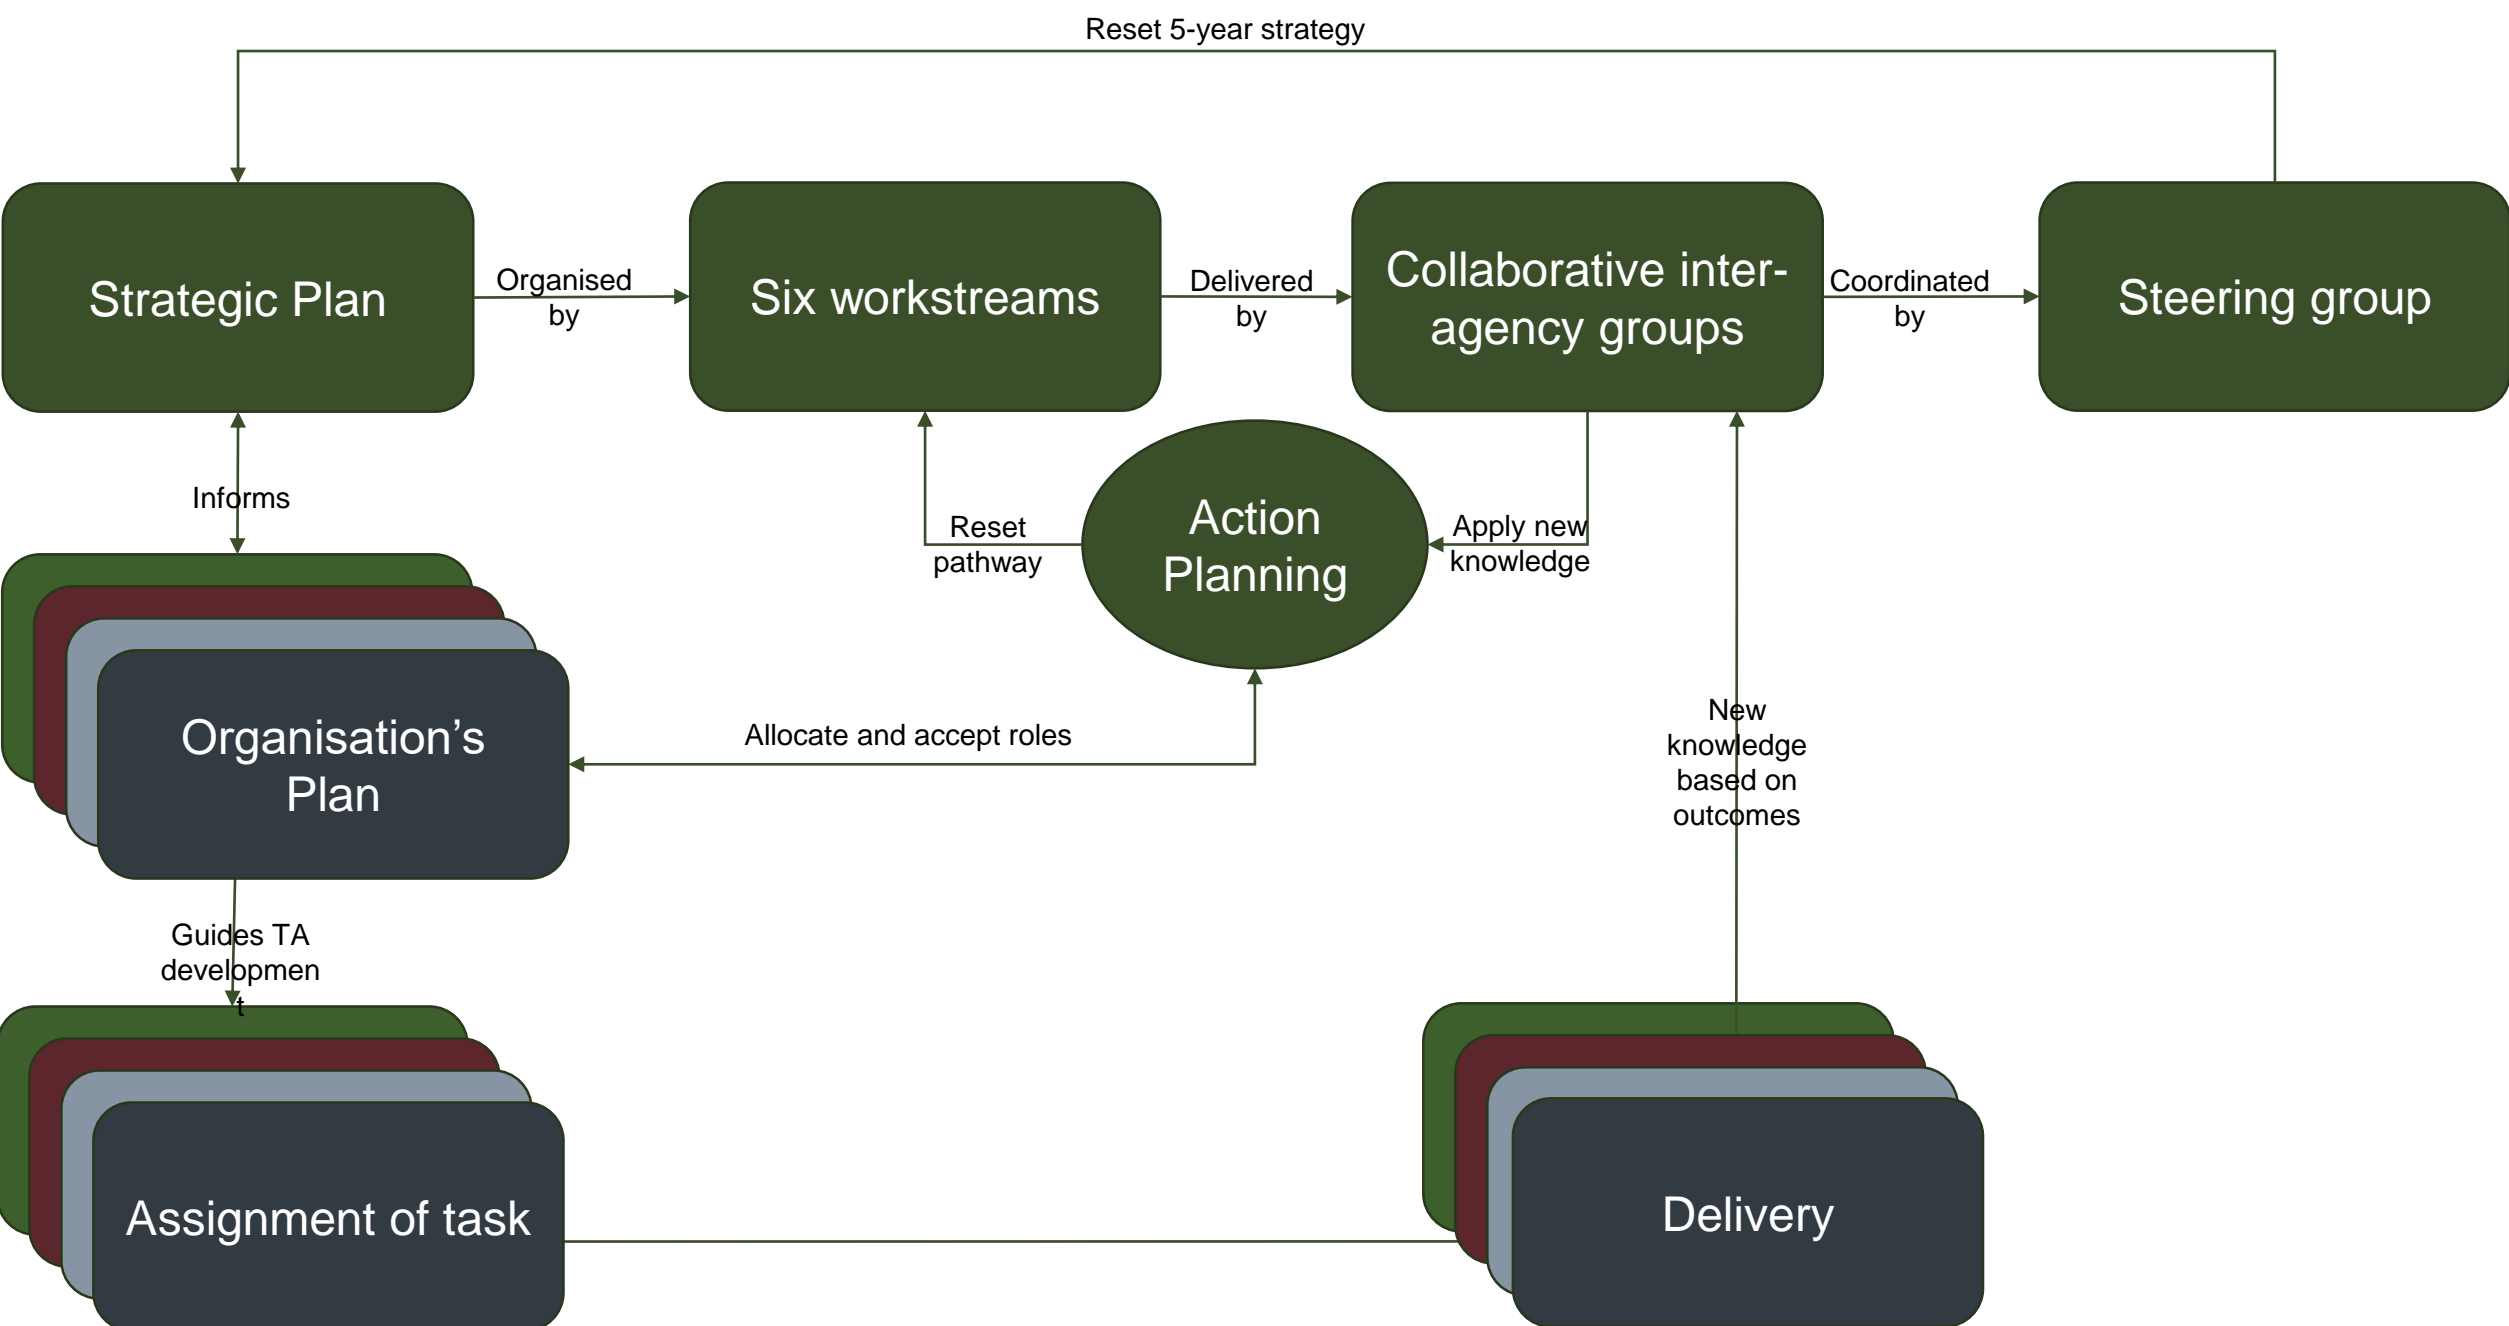 Reset 5-year strategy
Strategic Plan
Organised
by
Six workstreams
Delivered
by
Collaborative inter-
agency groups
Coordinated
by
Steering group
Informs
Reset
pathway
Action
Planning
Apply new
knowledge
Organisation’s
Plan
Allocate and accept roles
New
knowledge
based on
outcomes
Guides TA
developmen
t
Assignment of task
Delivery